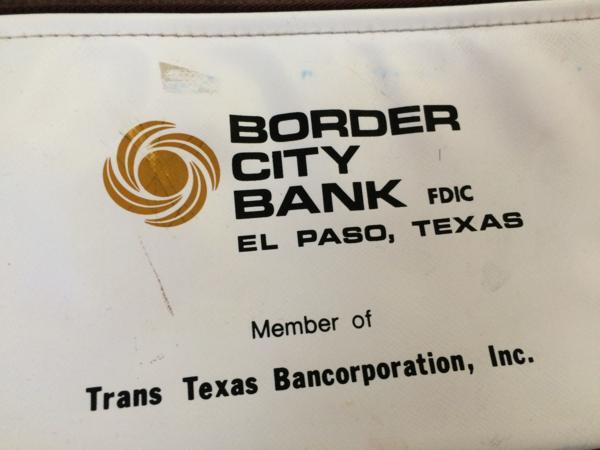 BORDER
CITY
BANK FDIC
EL PASO, TEXAS
Member of
Trans Texas Bancorporation, Inc.